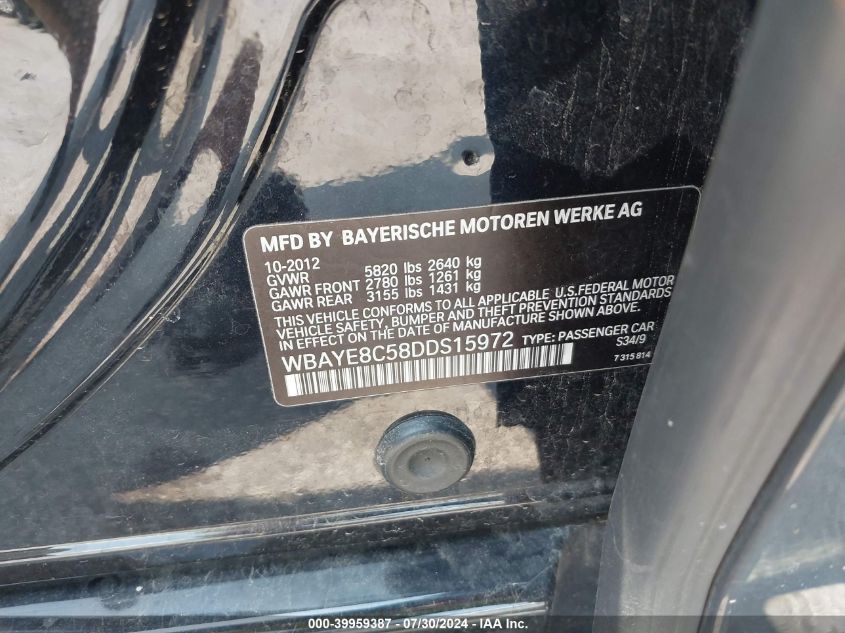 MFD BY BAYERISCHE MOTOREN WERKE AG
10-2012
GVWR 5820 lbs 2640 kg
GAWR FRONT 2780 lbs 1261 kg
GAWR REAR 3155 lbs 1431 kg
THIS VEHICLE CONFORMS TO ALL APPLICABLE U.S.FEDERAL MOTOR
VEHICLE SAFETY, BUMPER AND THEFT PREVENTION STANDARDS
IN EFFECT ON THE DATE OF MANUFACTURE SHOWN ABOVE.
WBAYE8C58DDS15972 TYPE: PASSENGER CAR
S34/9
7 315 814
000-39959387 - 07/30/2024 - IAA Inc.